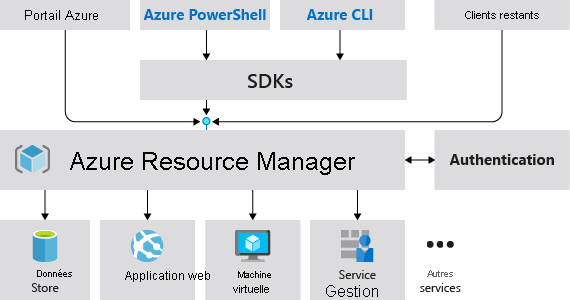 Portail Azure
Azure PowerShell
Azure CLI
Clients restants
SDKs
Azure Resource Manager
Authentication
Données
Store
Application web
Machine
virtuelle
Service
Gestion
Autres
services